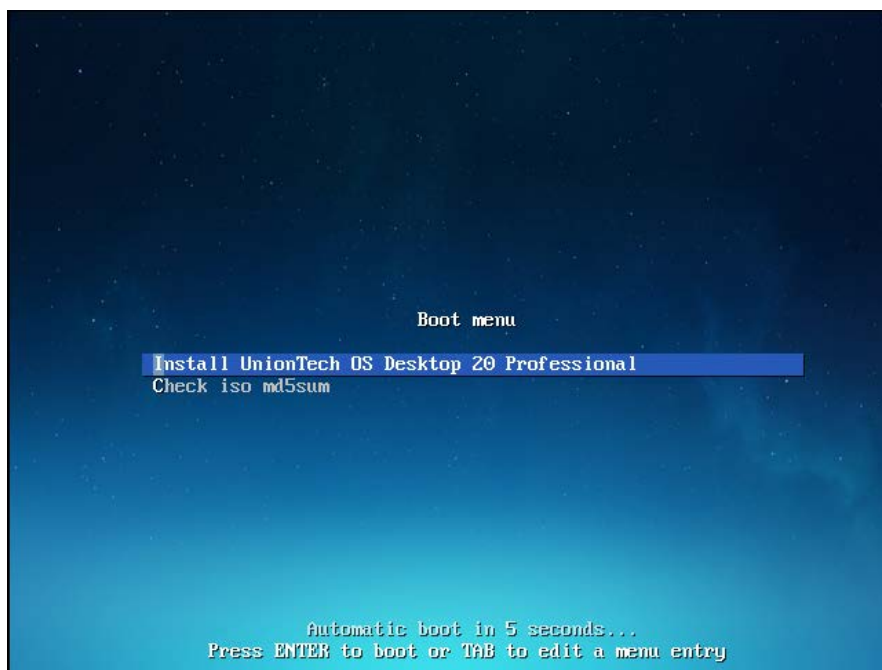 Boot menu
Install UnionTech OS Desktop 20 Professional
Check iso md5sum
Automatic boot in 5 seconds...
Press ENTER to boot or TAB to edit a menu entry